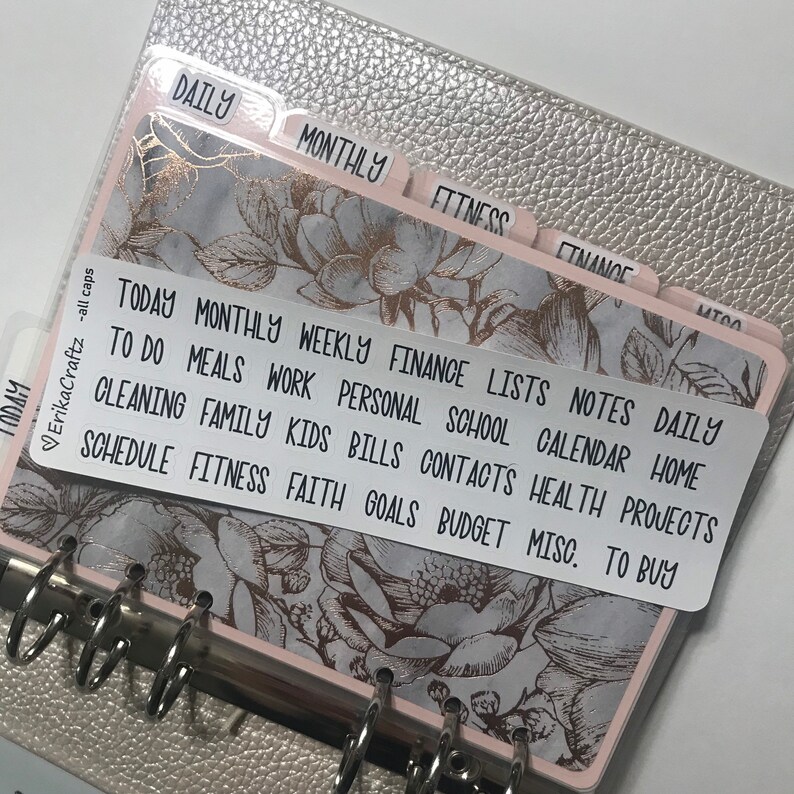 DAILY
MONTHLY
FITNESS
FINANCE
MISC
TODAY
♡ErikaCraftz -all caps
TODAY MONTHLY WEEKLY FINANCE LISTS NOTES DAILY
TO DO MEALS WORK PERSONAL SCHOOL CALENDAR HOME
CLEANING FAMILY KIDS BILLS CONTACTS HEALTH PROJECTS
SCHEDULE FITNESS FAITH GOALS BUDGET MISC. TO BUY